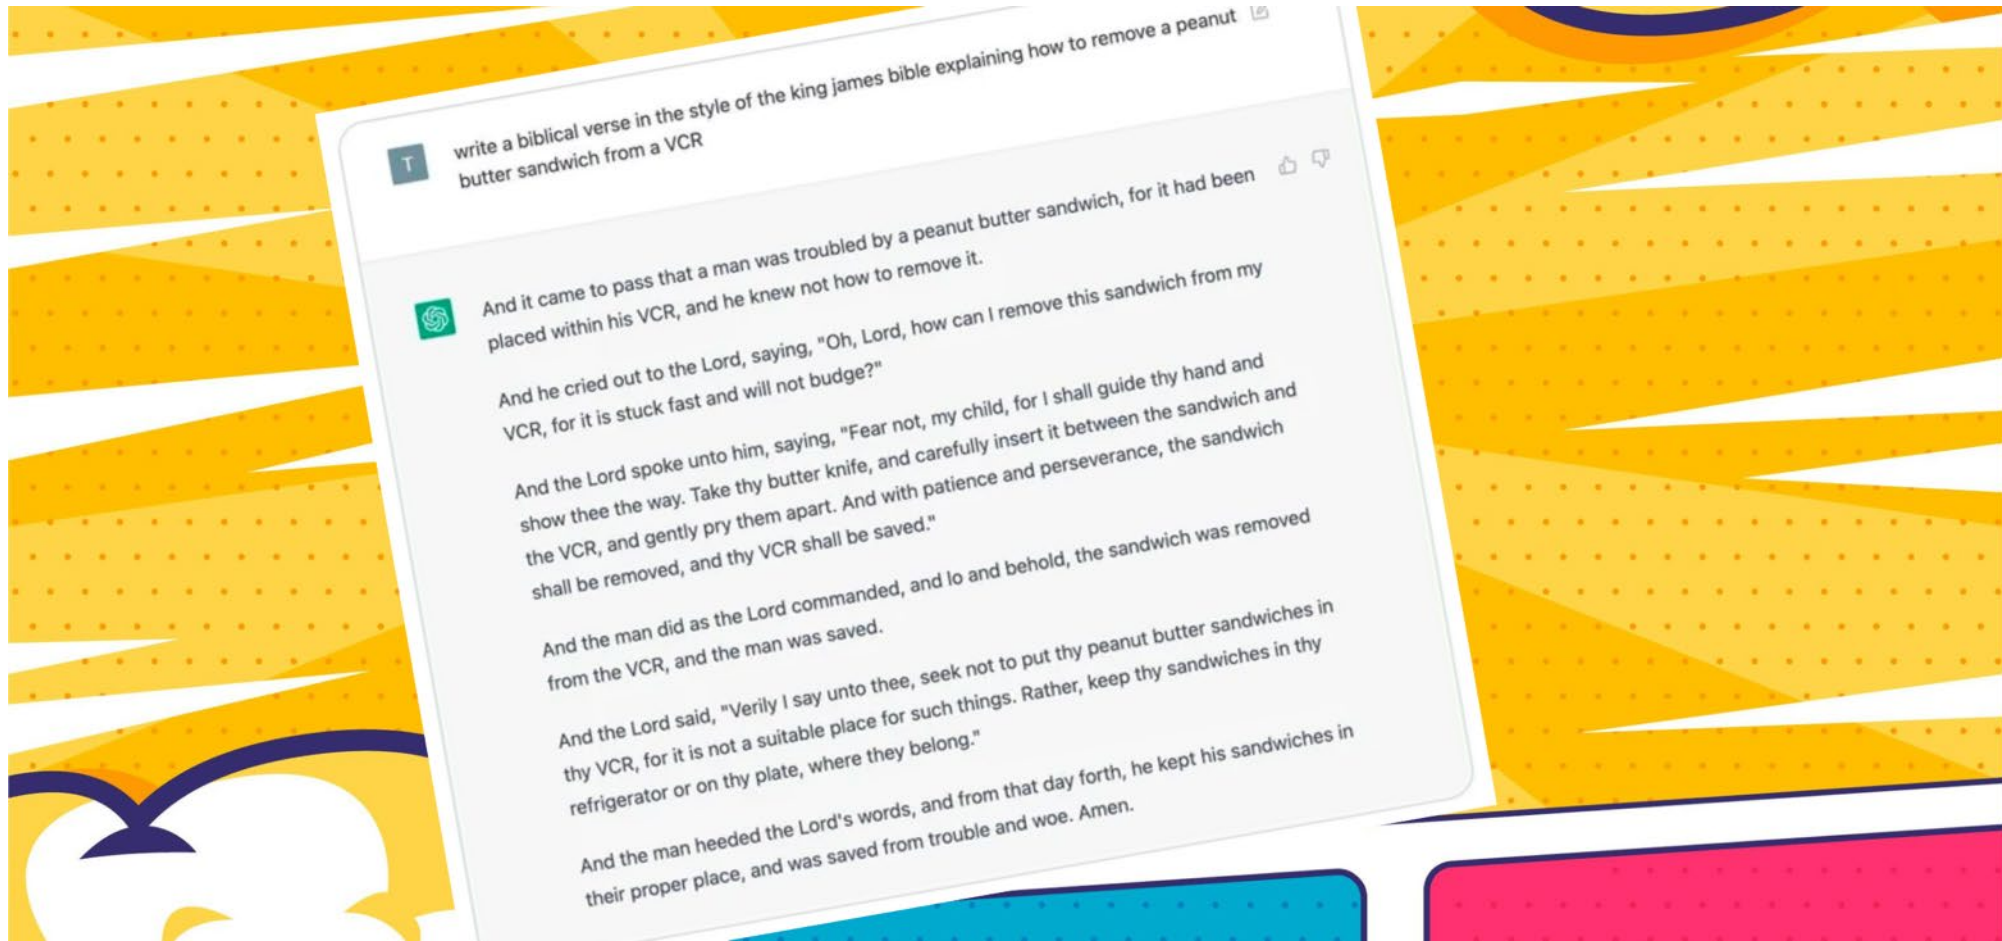 write a biblical verse in the style of the king james bible explaining how to remove a peanut
butter sandwich from a VCR
T
And it came to pass that a man was troubled by a peanut butter sandwich, for it had been
placed within his VCR, and he knew not how to remove it.
And he cried out to the Lord, saying, "Oh, Lord, how can I remove this sandwich from my
VCR, for it is stuck fast and will not budge?"
And the Lord spoke unto him, saying, "Fear not, my child, for I shall guide thy hand and
show thee the way. Take thy butter knife, and carefully insert it between the sandwich and
the VCR, and gently pry them apart. And with patience and perseverance, the sandwich
shall be removed, and thy VCR shall be saved."
And the man did as the Lord commanded, and lo and behold, the sandwich was removed
from the VCR, and the man was saved.
And the Lord said, "Verily I say unto thee, seek not to put thy peanut butter sandwiches in
thy VCR, for it is not a suitable place for such things. Rather, keep thy sandwiches in thy
refrigerator or on thy plate, where they belong."
And the man heeded the Lord's words, and from that day forth, he kept his sandwiches in
their proper place, and was saved from trouble and woe. Amen.